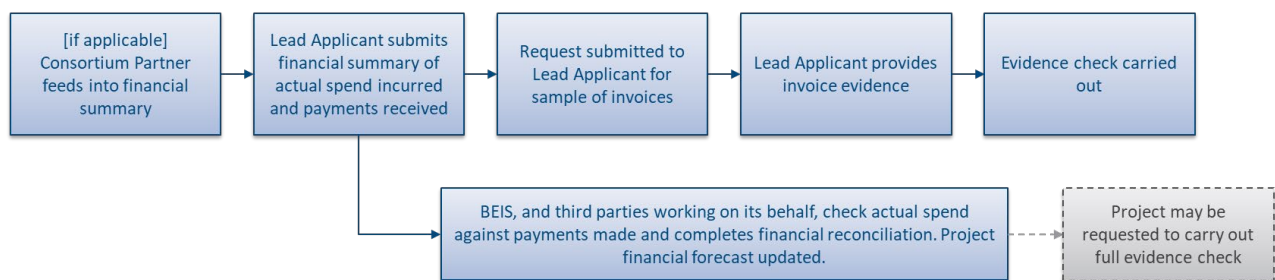 [if applicable]
Consortium Partner
feeds into financial
summary
Lead Applicant submits
financial summary of
actual spend incurred
and payments received
Request submitted to
Lead Applicant for
sample of invoices
Lead Applicant provides
invoice evidence
Evidence check carried
out
BEIS, and third parties working on its behalf, check actual spend
against payments made and completes financial reconciliation. Project
financial forecast updated.
Project may be
requested to carry out
full evidence check